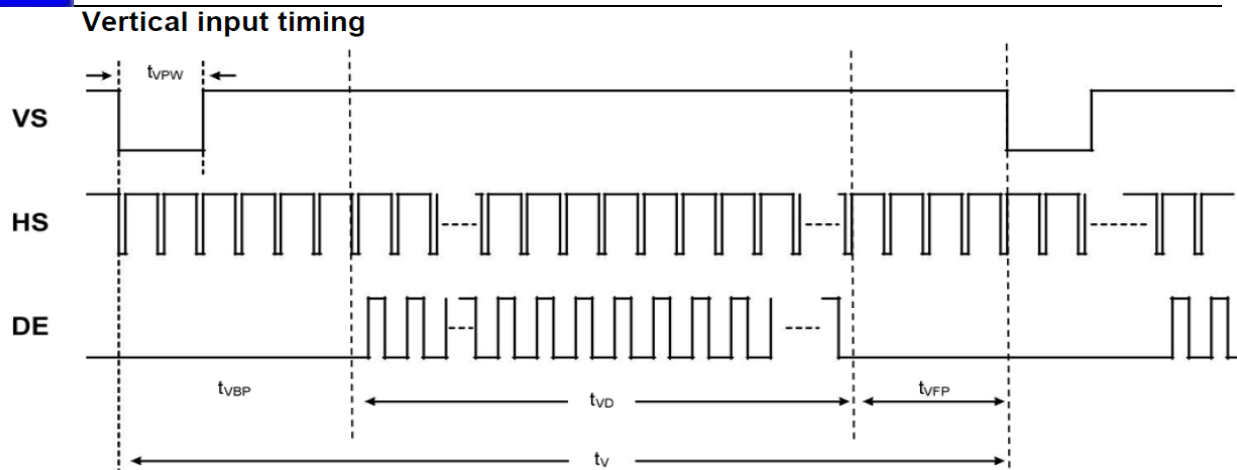 Vertical input timing
tVPW
VS
HS
DE
tVBP
tVD
tVFP
tV